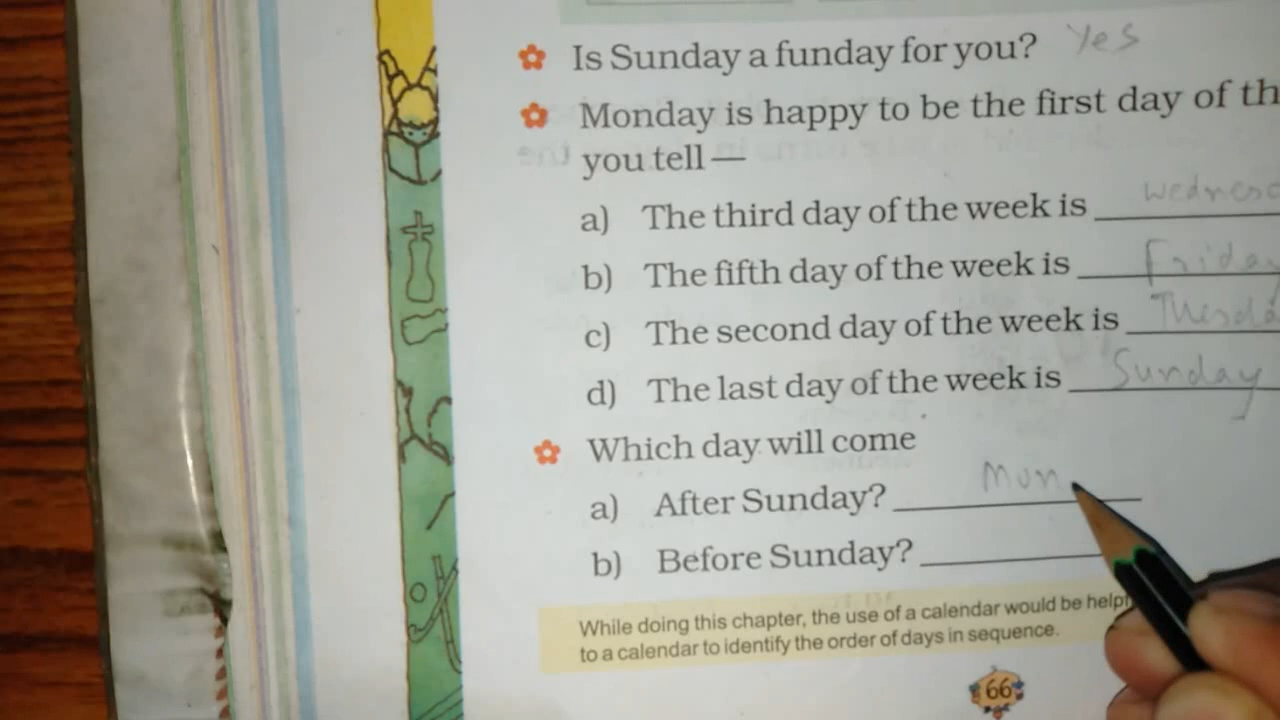 Is Sunday a funday for you? Yes
Monday is happy to be the first day of th
you tell —
a) The third day of the week is wednesd
b) The fifth day of the week is Friday
c) The second day of the week is Thesda
d) The last day of the week is Sunday
Which day will come
a) After Sunday? Mon
b) Before Sunday?
While doing this chapter, the use of a calendar would be helpf
to a calendar to identify the order of days in sequence.
66